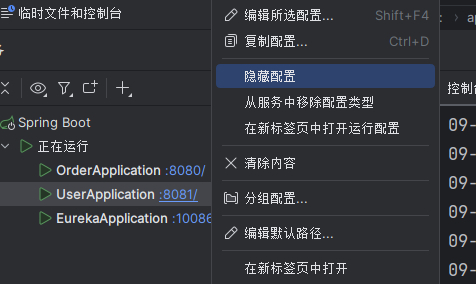 临时文件和控制台
Spring Boot
正在运行
OrderApplication :8080/
UserApplication :8081/
EurekaApplication :10086
编辑所选配置... Shift+F4
复制配置... Ctrl+D
隐藏配置
从服务中移除配置类型
在新标签页中打开运行配置
清除内容
分组配置...
编辑默认路径...
在新标签页中打开
控制台
09-
09-
09-
09-
09-
09-